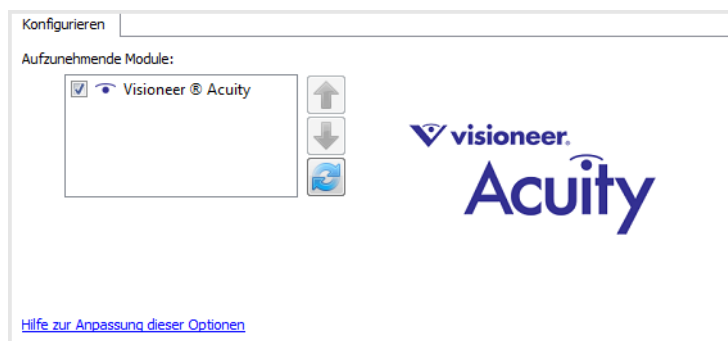 Konfigurieren
Aufzunehmende Module:
Visioneer ® Acuity
visioneer.
Acuity
Hilfe zur Anpassung dieser Optionen